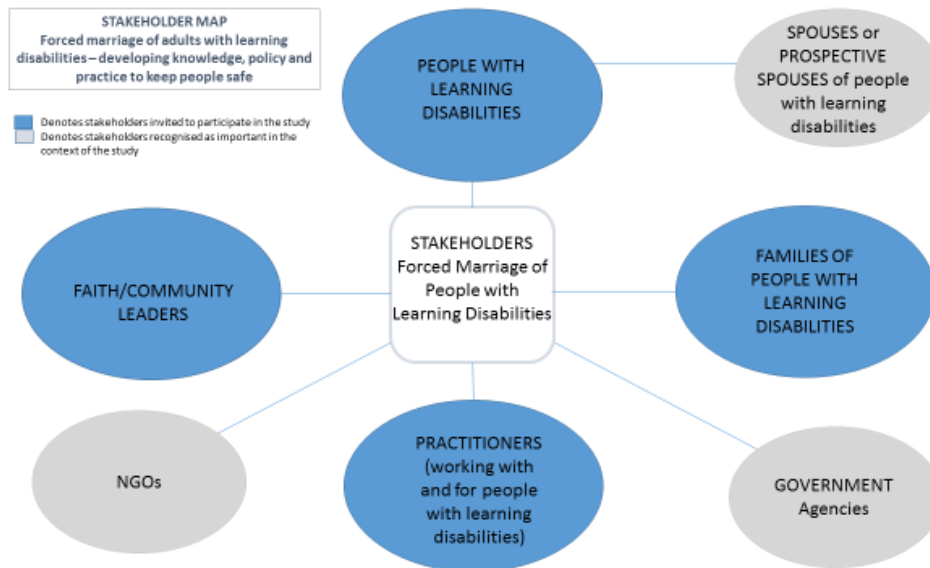 STAKEHOLDER MAP
Forced marriage of adults with learning
disabilities – developing knowledge, policy and
practice to keep people safe
Denotes stakeholders invited to participate in the study
Denotes stakeholders recognised as important in the
context of the study
PEOPLE WITH
LEARNING
DISABILITIES
SPOUSES or
PROSPECTIVE
SPOUSES of people
with learning
disabilities
FAITH/COMMUNITY
LEADERS
STAKEHOLDERS
Forced Marriage of
People with
Learning Disabilities
FAMILIES OF
PEOPLE WITH
LEARNING
DISABILITIES
NGOs
PRACTITIONERS
(working with
and for people
with learning
disabilities)
GOVERNMENT
Agencies